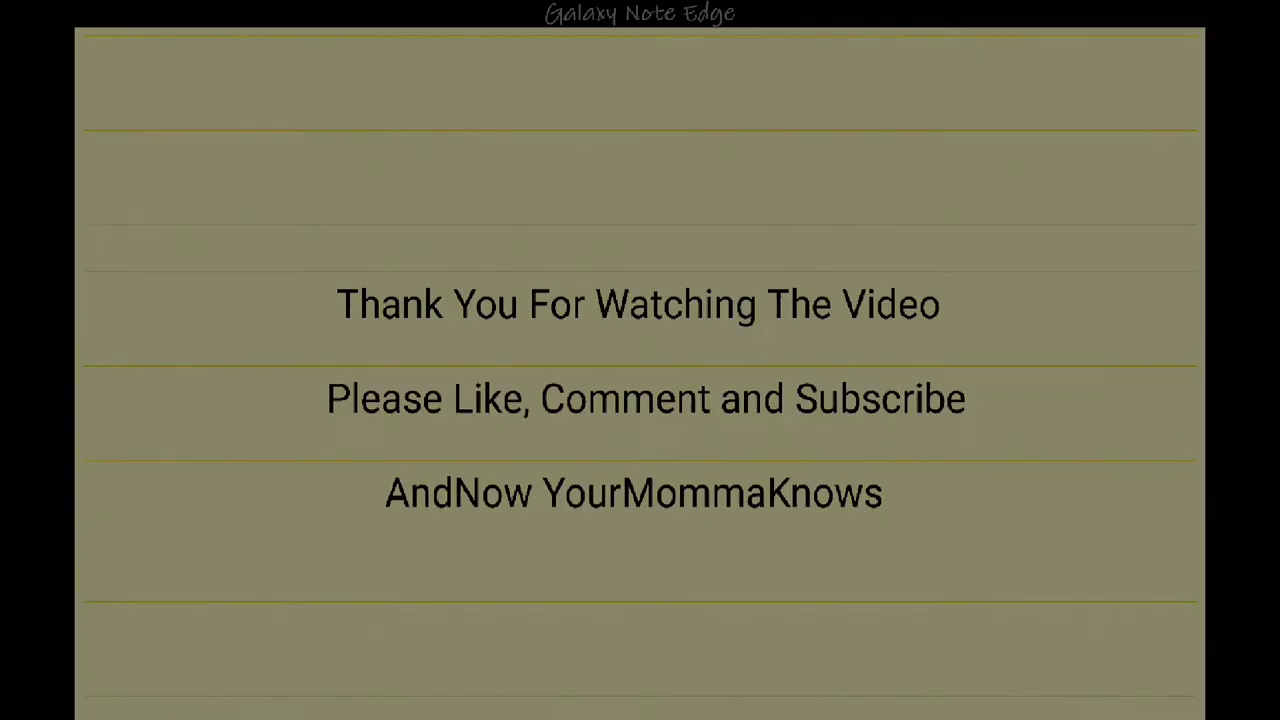 Galaxy Note Edge
Thank You For Watching The Video
Please Like, Comment and Subscribe
AndNow YourMommaKnows